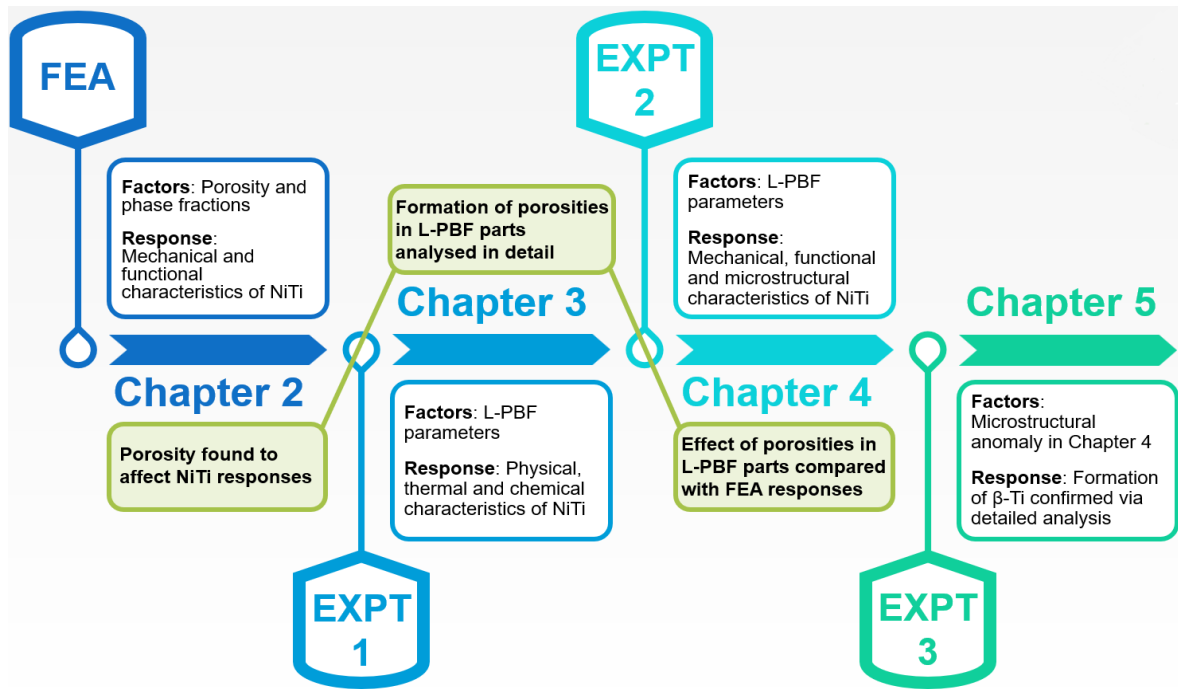 FEA
Factors: Porosity and
phase fractions
Response:
Mechanical and
functional
characteristics of NiTi
Chapter 2
Porosity found to
affect NiTi responses
Formation of porosities
in L-PBF parts
analysed in detail
Chapter 3
Factors: L-PBF
parameters
Response: Physical,
thermal and chemical
characteristics of NiTi
EXPT
1
EXPT
2
Factors: L-PBF
parameters
Response:
Mechanical, functional
and microstructural
characteristics of NiTi
Chapter 4
Effect of porosities in
L-PBF parts compared
with FEA responses
Chapter 5
Factors:
Microstructural
anomaly in Chapter 4
Response: Formation
of β-Ti confirmed via
detailed analysis
EXPT
3